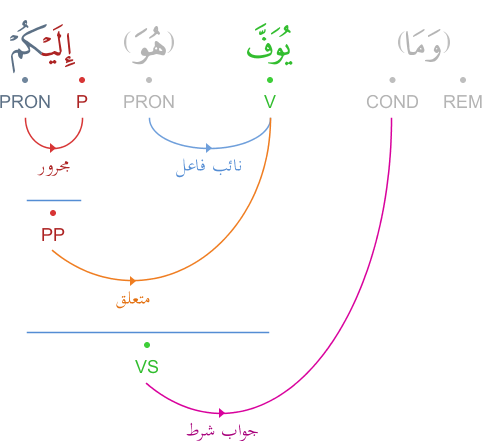 (وَمَا) يُوَفَّ (هُوَ) إِلَيْكُمْ
REM COND V PRON P PRON
نائب فاعل مجرور
PP
متعلق
VS
جواب شرط